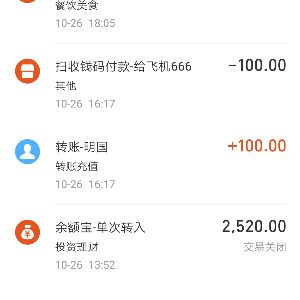 餐饮美食
10-26 18:05
扫收钱码付款-给飞机666
-100.00
其他
10-26 16:17
转账-明国
+100.00
转账充值
10-26 16:17
余额宝-单次转入
2,520.00
投资理财
交易关闭
10-26 13:52